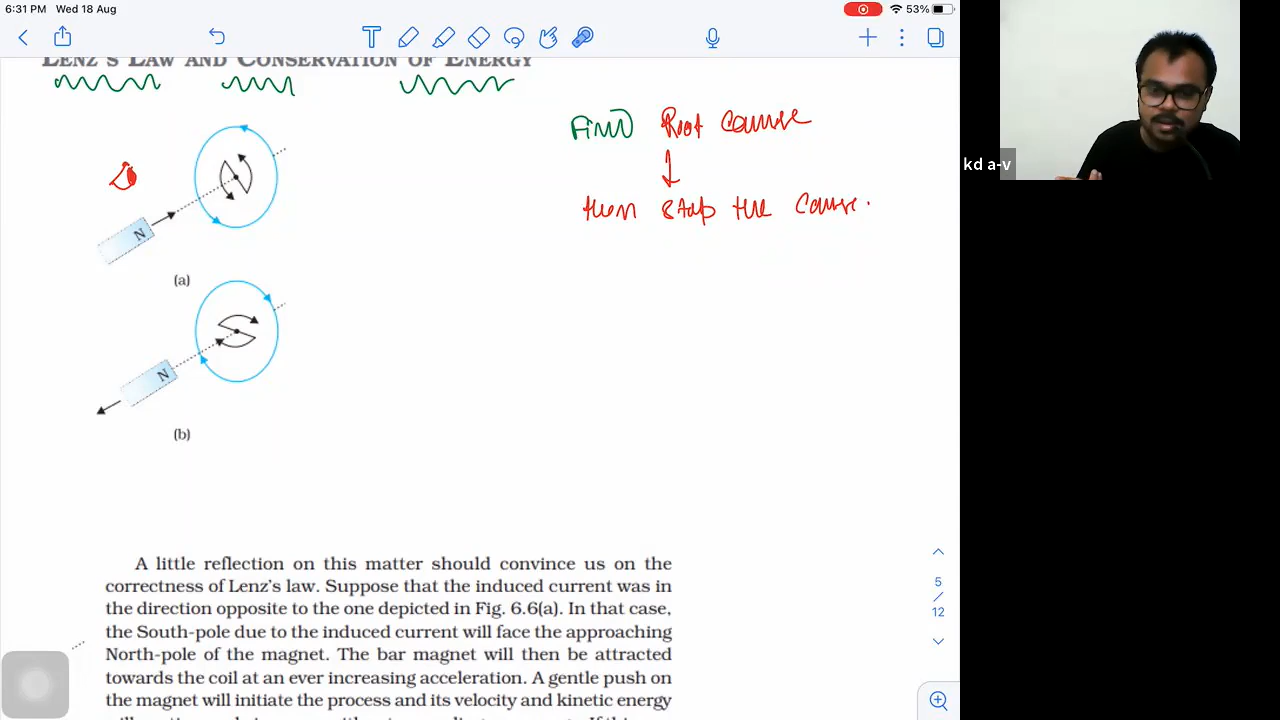 6:31 PM Wed 18 Aug
53%
LENZ'S LAW AND CONSERVATION OF ENERGY
Find Root Cause
then stop the Cause.
N
(a)
N
(b)
kd a-v
A little reflection on this matter should convince us on the
correctness of Lenz's law. Suppose that the induced current was in
the direction opposite to the one depicted in Fig. 6.6(a). In that case,
the South-pole due to the induced current will face the approaching
North-pole of the magnet. The bar magnet will then be attracted
towards the coil at an ever increasing acceleration. A gentle push on
the magnet will initiate the process and its velocity and kinetic energy
5
/
12